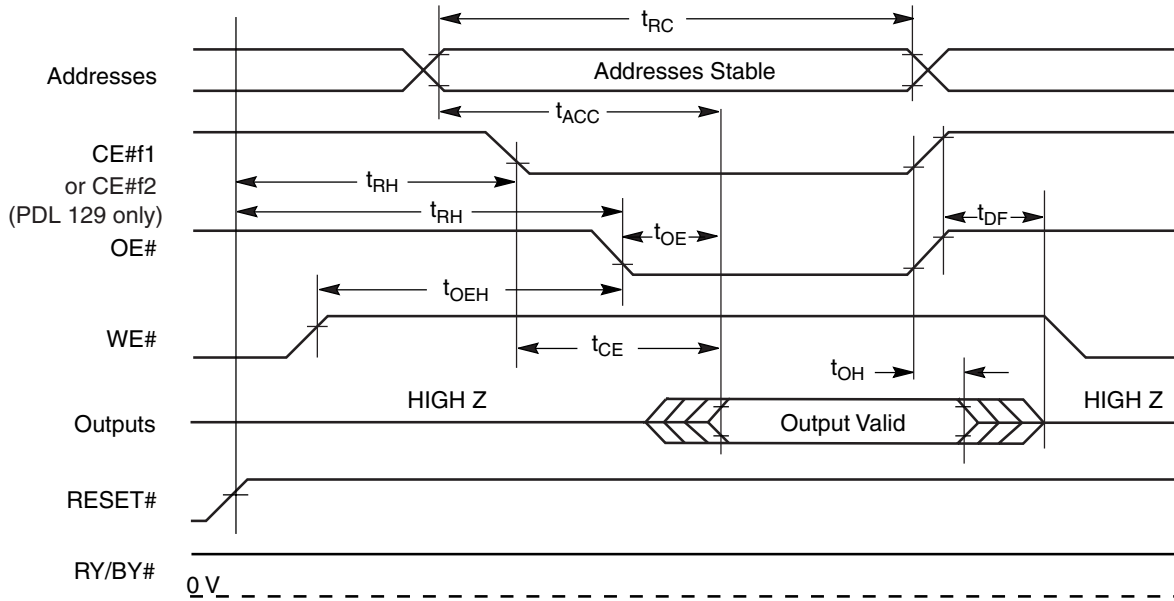 tRC
Addresses
Addresses Stable
tACC
CE#f1
or CE#f2
(PDL 129 only)
tRH
tRH
tOE
tDF
OE#
tOEH
WE#
tCE
tOH
HIGH Z
HIGH Z
Outputs
Output Valid
RESET#
RY/BY#
0 V